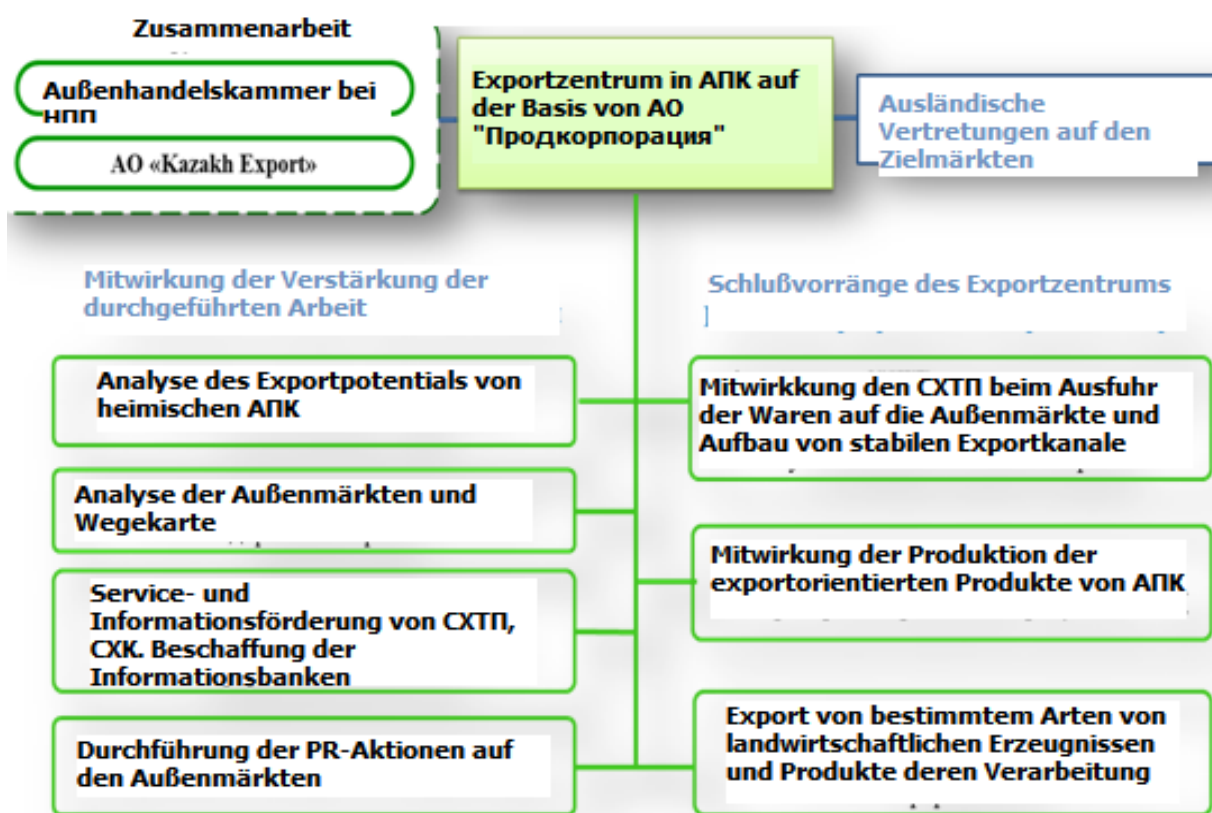 Zusammenarbeit
Außenhandelskammer bei
НПП
АО «Kazakh Export»
Exportzentrum in АПК auf
der Basis von АО
"Продкорпорация"
Ausländische
Vertretungen auf den
Zielmärkten
Mitwirkung der Verstärkung der
durchgeführten Arbeit
Analyse des Exportpotentials von
heimischen АПК
Analyse der Außenmärkten und
Wegekarte
Service- und
Informationsförderung von СХТП,
СХК. Beschaffung der
Informationsbanken
Durchführung der PR-Aktionen auf
den Außenmärkten
Schlußvorränge des Exportzentrums
Mitwirkkung den СХТП beim Ausfuhr
der Waren auf die Außenmärkte und
Aufbau von stabilen Exportkanale
Mitwirkung der Produktion der
exportorientierten Produkte von АПК
Export von bestimmtem Arten von
landwirtschaftlichen Erzeugnissen
und Produkte deren Verarbeitung